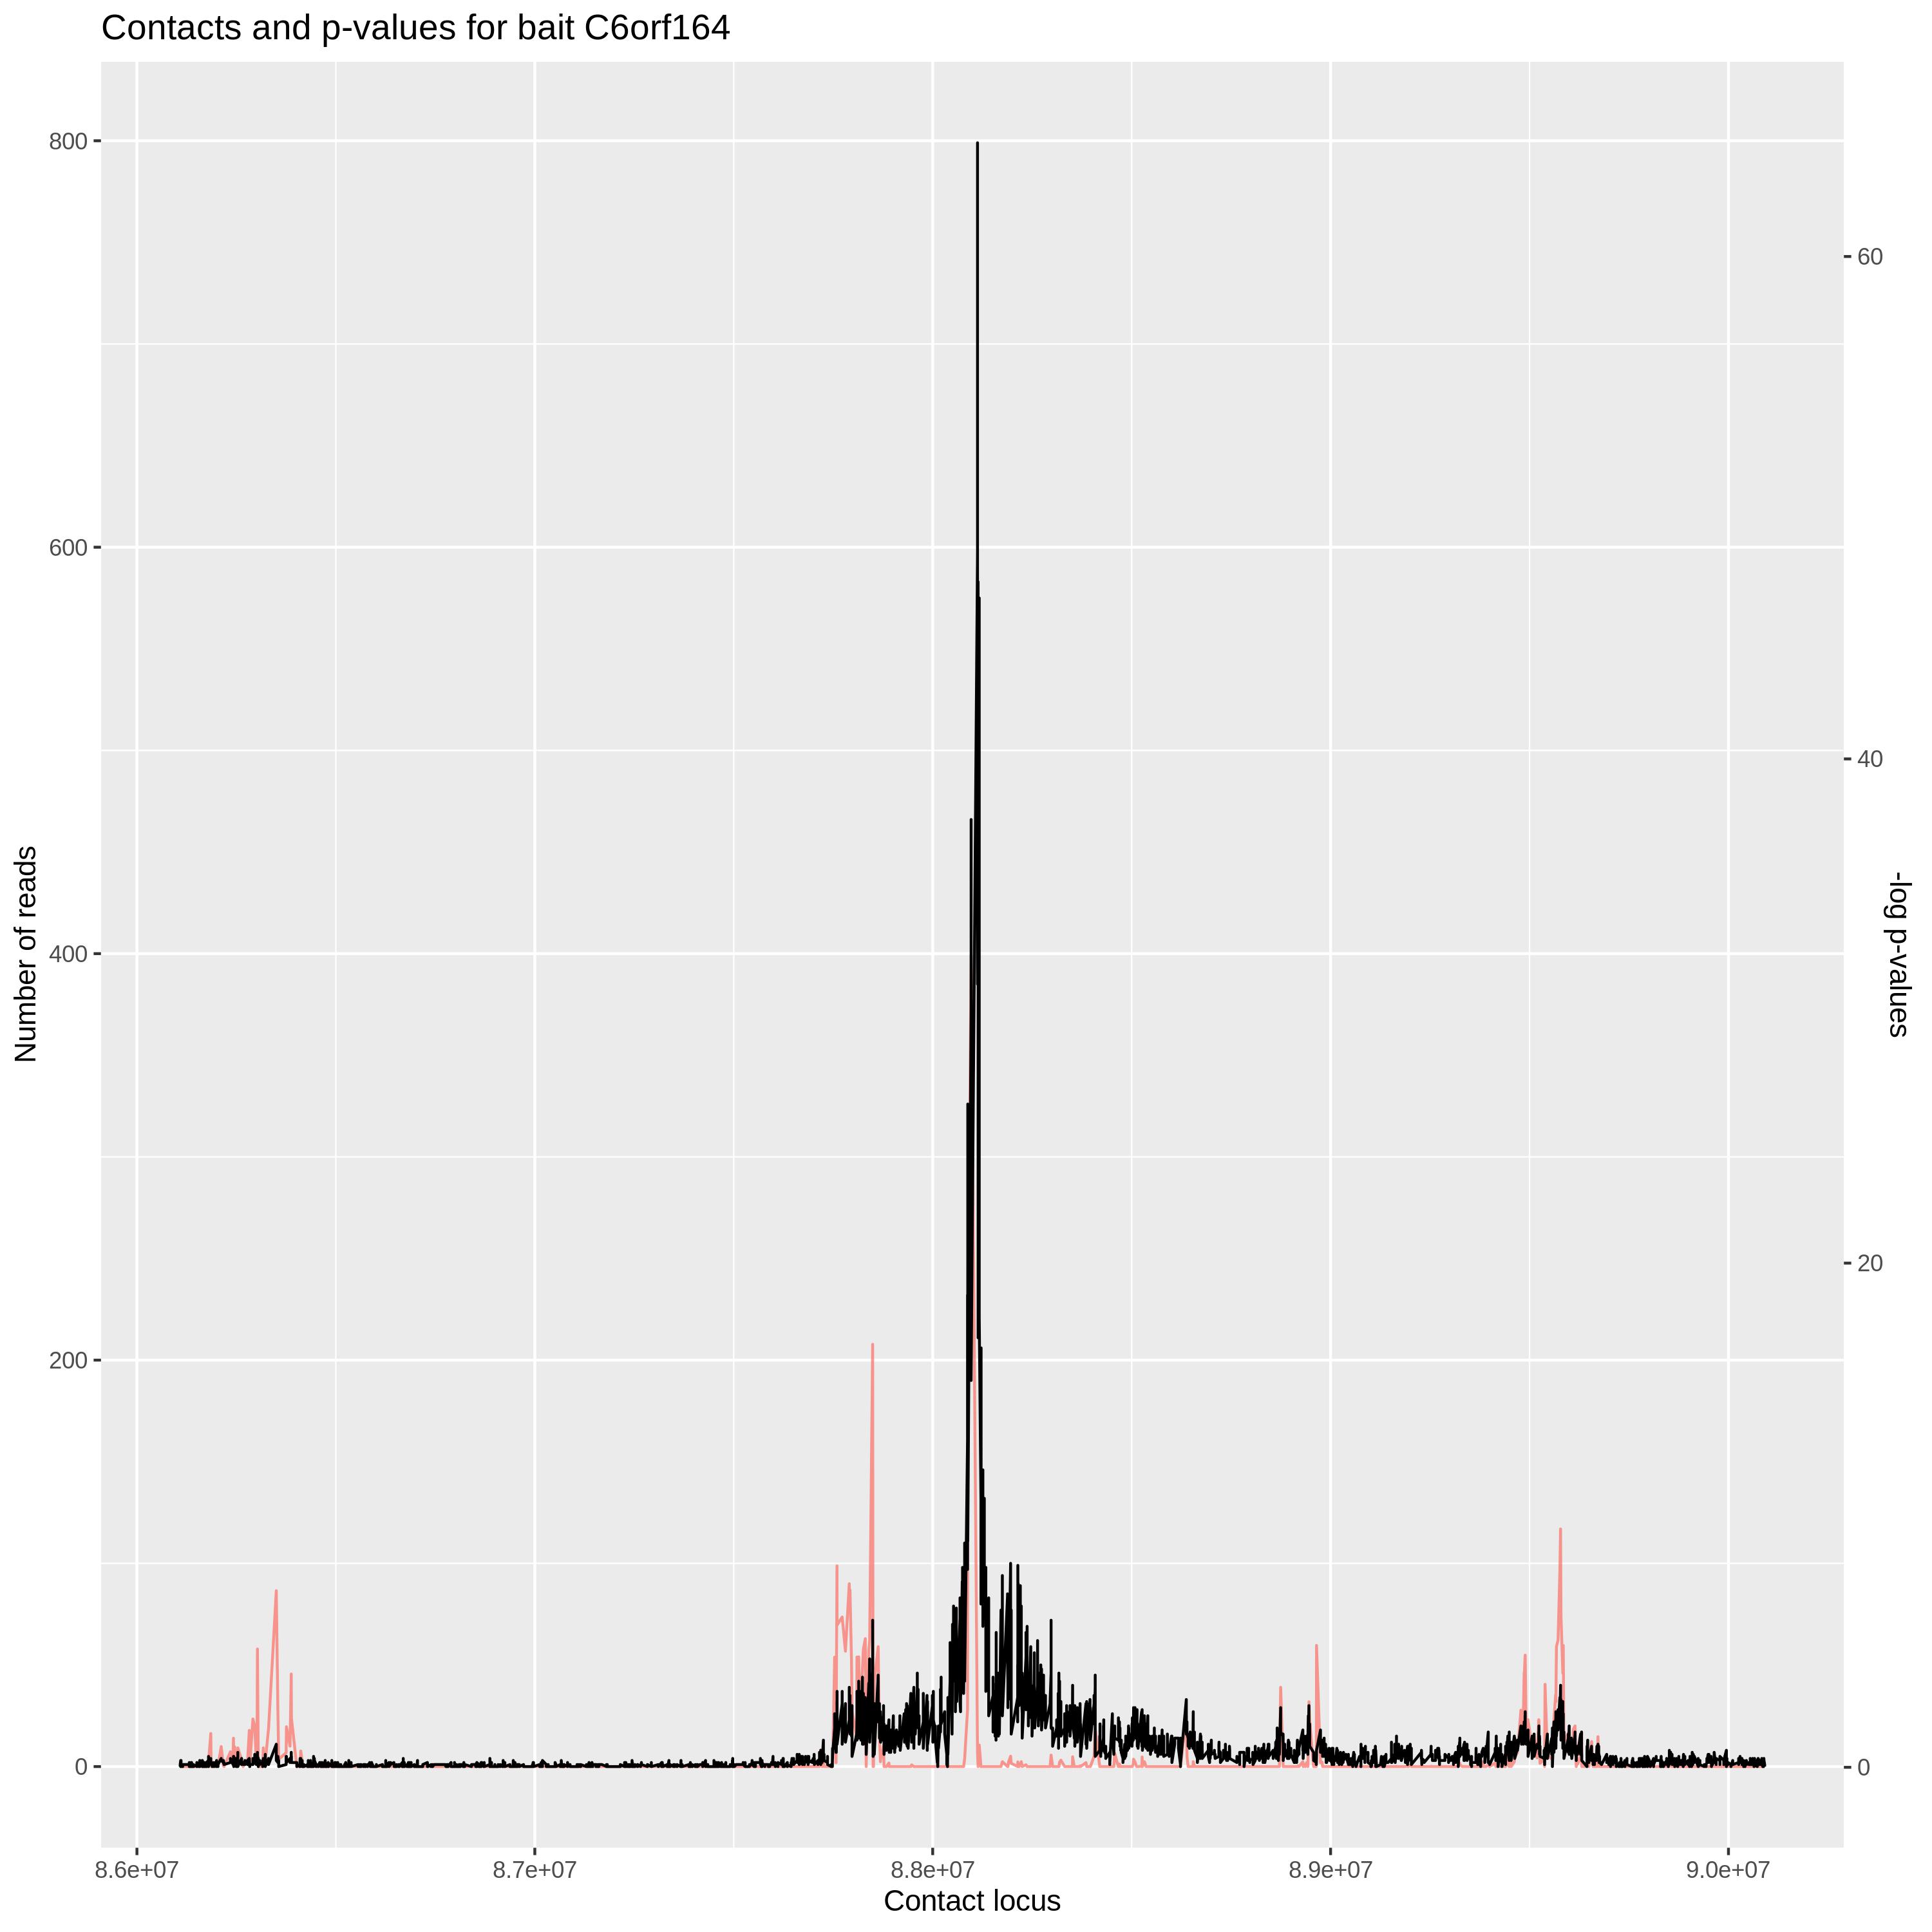 Contacts and p-values for bait C6orf164
800
600
400
200
0
Number of reads
60
40
20
0
-log p-values
8.6e+07 8.7e+07 8.8e+07 8.9e+07 9.0e+07
Contact locus